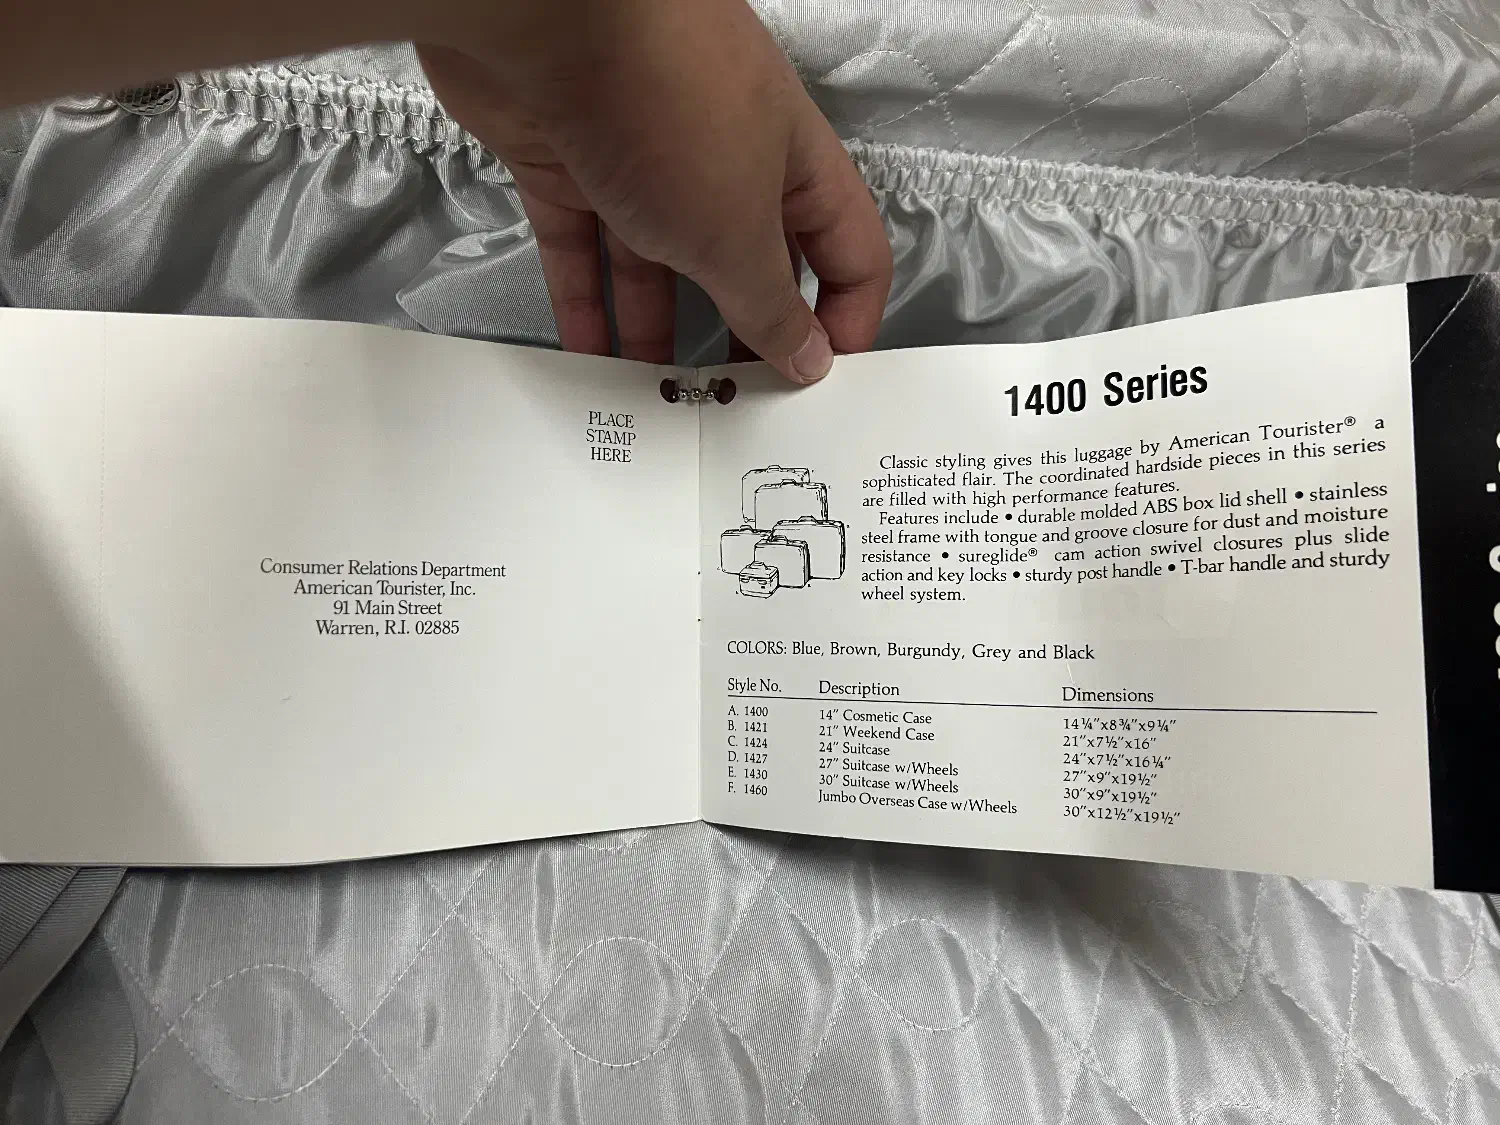 PLACE
STAMP
HERE
Consumer Relations Department
American Tourister, Inc.
91 Main Street
Warren, R.I. 02885
1400 Series
Classic styling gives this luggage by American Tourister® a
sophisticated flair. The coordinated hardside pieces in this series
are filled with high performance features.
Features include • durable molded ABS box lid shell • stainless
steel frame with tongue and groove closure for dust and moisture
resistance • sureglide® cam action swivel closures plus slide
action and key locks • sturdy post handle • T-bar handle and sturdy
wheel system.
COLORS: Blue, Brown, Burgundy, Grey and Black
Style No. Description Dimensions
A. 1400 14" Cosmetic Case 14¼"x8¾"x9¼"
B. 1421 21" Weekend Case 21"x7½"x16"
C. 1424 24" Suitcase 24"x7½"x16¼"
D. 1427 27" Suitcase w/Wheels 27"x9"x19½"
E. 1430 30" Suitcase w/Wheels 30"x9"x19½"
F. 1460 Jumbo Overseas Case w/Wheels 30"x12½"x19½"